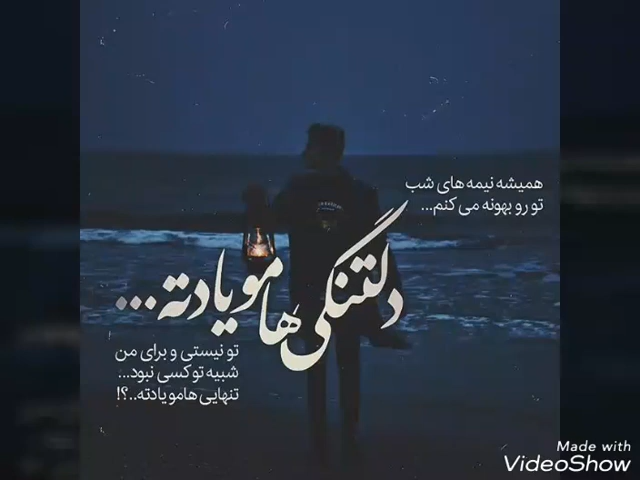 همیشه نیمه های شب
تو رو بهونه می کنم...
دلتنگی هامو یادته...
تو نیستی و برای من
شبیه تو کسی نبود...
تنهایی هامو یادته..؟!
Made with
VideoShow